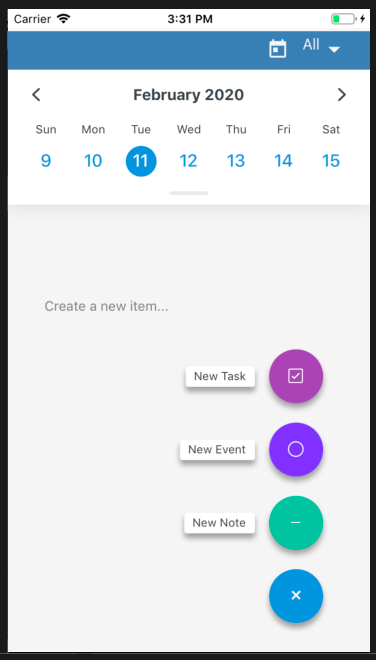 Carrier 3:31 PM
All
February 2020
Sun Mon Tue Wed Thu Fri Sat
9 10 11 12 13 14 15
Create a new item...
New Task
New Event
New Note